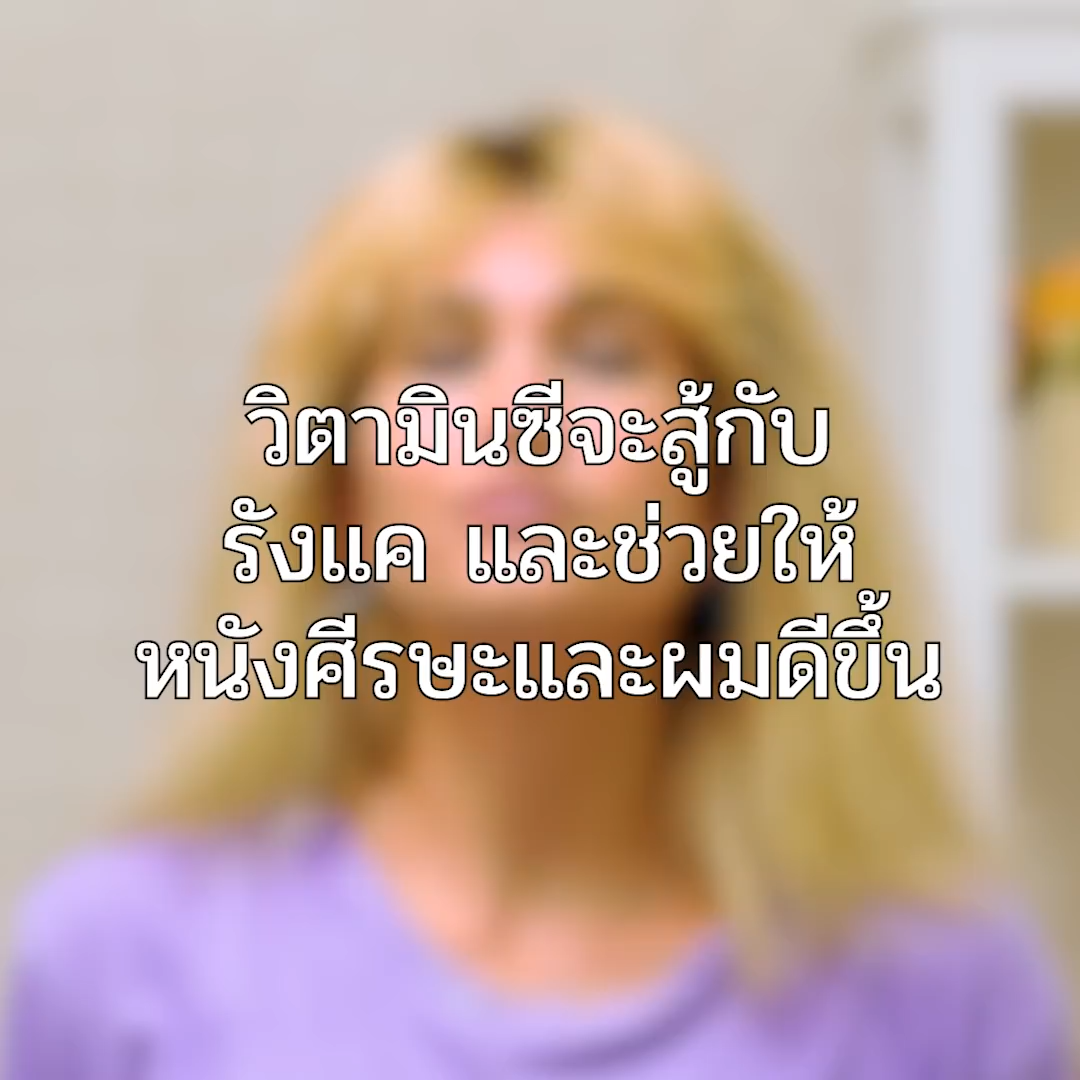 วิตามินซีจะสู้กับ
รังแค และช่วยให้
หนังศีรษะและผมดีขึ้น